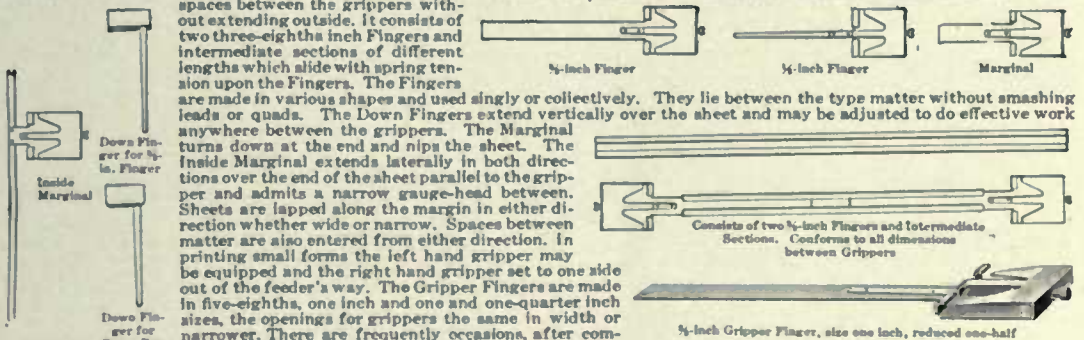 spaces between the grippers with-
out extending outside. It consists of
two three-eighths inch Fingers and
intermediate sections of different
lengths which slide with spring ten-
sion upon the Fingers. The Fingers
are made in various shapes and used singly or collectively. They lie between the type matter without smashing
leads or quads. The Down Fingers extend vertically over the sheet and may be adjusted to do effective work
anywhere between the grippers. The Marginal
turns down at the end and nips the sheet. The
Inside Marginal extends laterally in both direc-
tions over the end of the sheet parallel to the grip-
per and admits a narrow gauge-head between.
Sheets are lapped along the margin in either di-
rection whether wide or narrow. Spaces between
matter are also entered from either direction. In
printing small forms the left hand gripper may
be equipped and the right hand gripper set to one side
out of the feeder's way. The Gripper Fingers are made
in five-eighths, one inch and one and one-quarter inch
sizes, the openings for grippers the same in width or
narrower. There are frequently occasions, after com-
Inside
Marginal
Down Fin-
ger for
in. Finger
Down Fin-
ger for
-inch Finger
-inch Finger
Marginal
Consists of two -inch Fingers and Intermediate
Sections. Conforms to all dimensions
between Grippers
-inch Gripper Finger, size one inch, reduced one-half